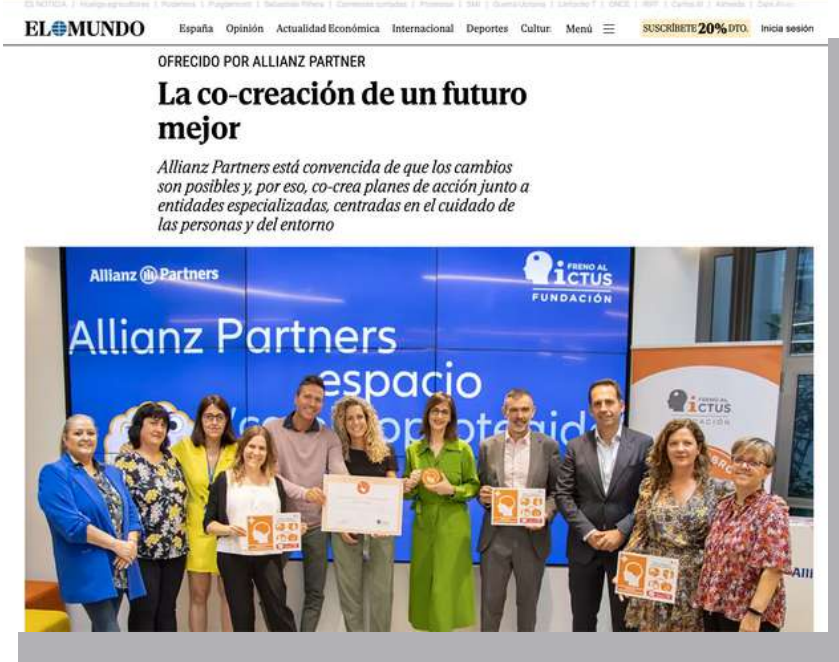 EL MUNDO
España Opinión Actualidad Económica Internacional Deportes Cultur: Menú SUSCRÍBETE 20% DTO. Inicia sesión
OFRECIDO POR ALLIANZ PARTNER
La co-creación de un futuro
mejor
Allianz Partners está convencida de que los cambios
son posibles y, por eso, co-crea planes de acción junto a
entidades especializadas, centradas en el cuidado de
las personas y del entorno
Allianz Partners
FRENO AL
ICTUS
FUNDACIÓN
Allianz Partners
espacio
FRENO AL
ICTUS